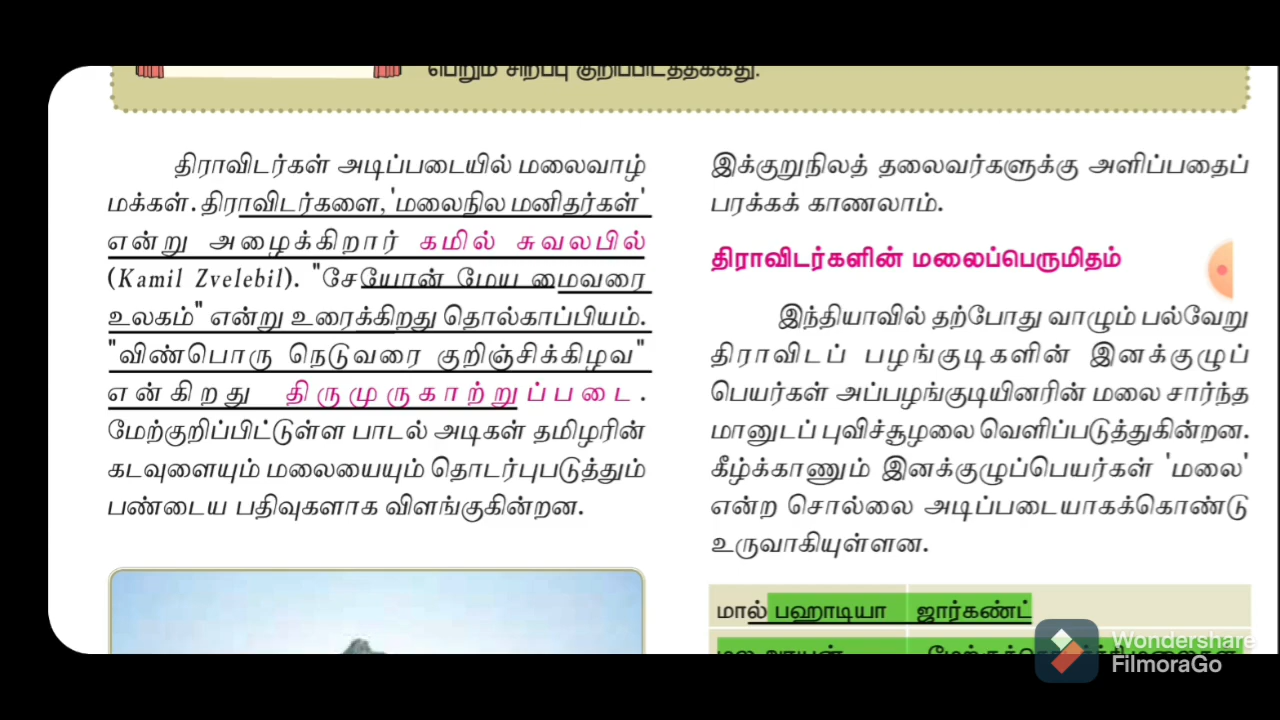 பெறும் சிறப்பு குறிப்பிடத்தக்கது.
திராவிடர்கள் அடிப்படையில் மலைவாழ்
மக்கள். திராவிடர்களை, 'மலைநில மனிதர்கள்'
என்று அழைக்கிறார் கமில் சுவலபில்
(Kamil Zvelebil). "சேயோன் மேய மைவரை
உலகம்" என்று உரைக்கிறது தொல்காப்பியம்.
"விண்பொரு நெடுவரை குறிஞ்சிக்கிழவ"
என்கிறது திருமுருகாற்றுப்படை.
மேற்குறிப்பிட்டுள்ள பாடல் அடிகள் தமிழரின்
கடவுளையும் மலையையும் தொடர்புபடுத்தும்
பண்டைய பதிவுகளாக விளங்குகின்றன.
இக்குறுநிலத் தலைவர்களுக்கு அளிப்பதைப்
பரக்கக் காணலாம்.
திராவிடர்களின் மலைப்பெருமிதம்
இந்தியாவில் தற்போது வாழும் பல்வேறு
திராவிடப் பழங்குடிகளின் இனக்குழுப்
பெயர்கள் அப்பழங்குடியினரின் மலை சார்ந்த
மானுடப் புவிச்சூழலை வெளிப்படுத்துகின்றன.
கீழ்க்காணும் இனக்குழுப்பெயர்கள் 'மலை'
என்ற சொல்லை அடிப்படையாகக்கொண்டு
உருவாகியுள்ளன.
மால் பஹாடியா ஜார்கண்ட்
Wondershare
FilmoraGo